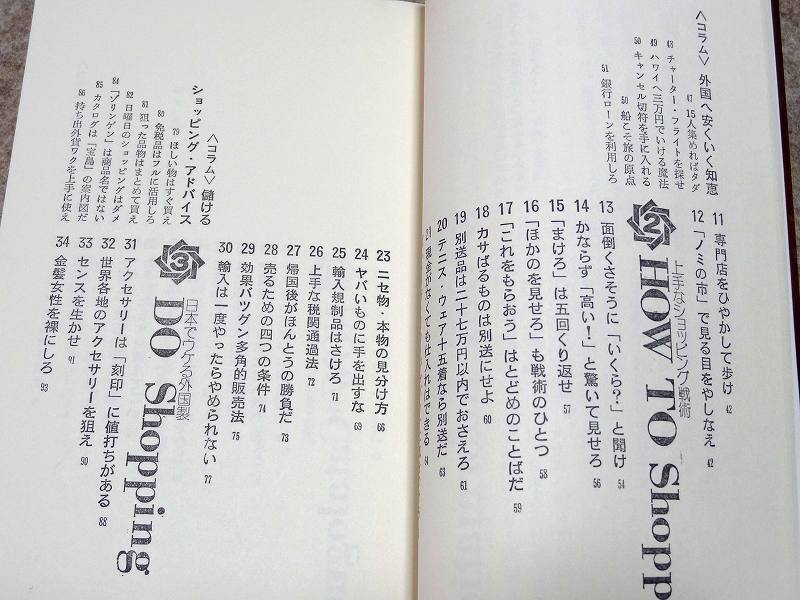 11 専門店をひやかして歩け 42
12 「ノミの市」で見る目をやしなえ 42
〈コラム〉外国へ安くいく知恵
47 15人集めればタダ
48 チャーター・フライトを探せ
49 ハワイへ三万円でいける魔法
50 キャンセル切符を手に入れる
50 船こそ旅の原点
51 銀行ローンを利用しろ
2 HOW TO Shopp
上手なショッピング戦術
13 面倒くさそうに「いくら?」と聞け 54
14 かならず「高い!」と驚いて見せろ 56
15 「まけろ」は五回くり返せ 57
16 「ほかのを見せろ」も戦術のひとつ 58
17 「これをもらおう」はとどめのことばだ 59
18 カサばるものは別送にせよ 60
19 別送品は二十七万円以内でおさえろ 61
20 テニス・ウェア十五着なら別送だ 63
21 現金がなくても仕入れはできる 64
23 ニセ物・本物の見分け方 66
24 ヤバいものに手を出すな 69
25 輸入規制品はさけろ 71
26 上手な税関通過法 72
27 帰国後がほんとうの勝負だ 73
28 売るための四つの条件 74
29 効果バツグン多角的販売法 75
30 輸入は一度やったらやめられない 77
〈コラム〉儲ける
ショッピング・アドバイス
79 ほしい物はすぐ買え
80 免税品はフルに活用しろ
81 狙った品物はまとめて買え
82 日曜日のショッピングはダメ
84 「ゾリンゲン」は商品名ではない
85 カタログは「宝島」の案内図だ
86 持ち出外貨ワクを上手に使え
3 DO Shopping
日本でウケる外国製
31 アクセサリーは「刻印」に値打ちがある 88
32 世界各地のアクセサリーを狙え 90
33 センスを生かせ 91
34 金髪女性を裸にしろ 93